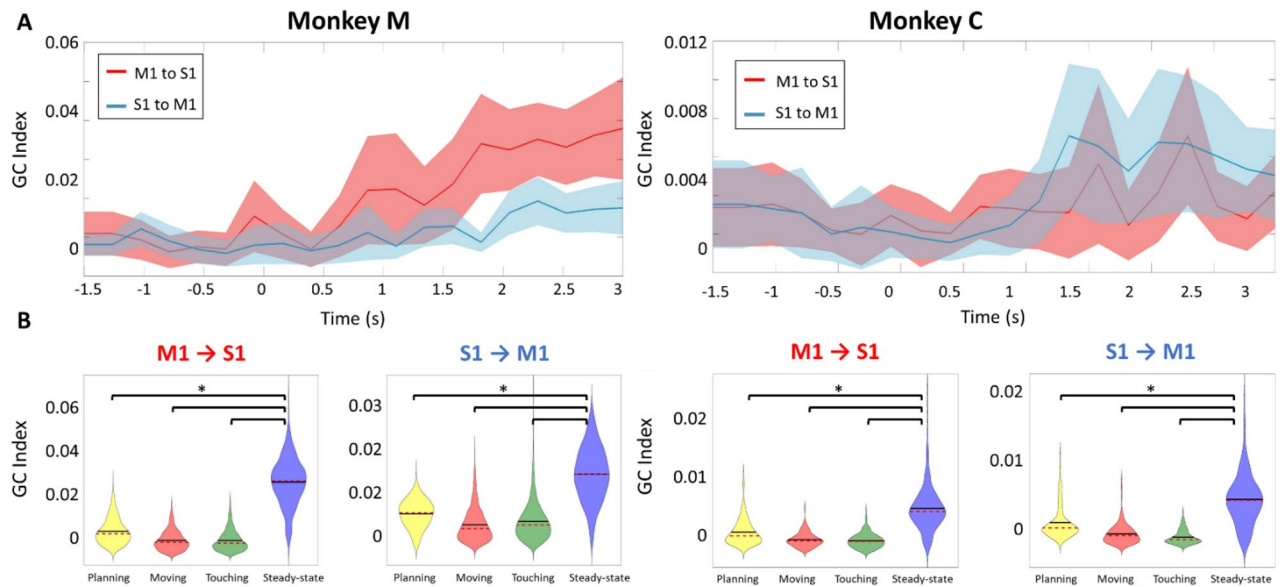 A
Monkey M
Monkey C
0.06
0.04
0.02
0
GC Index
M1 to S1
S1 to M1
-1.5 -1 -0.5 0 0.5 1 1.5 2 2.5 3
Time (s)
0.012
0.008
0.004
0
GC Index
M1 to S1
S1 to M1
-1.5 -1 -0.5 0 0.5 1 1.5 2 2.5 3
Time (s)
B
M1 → S1
S1 → M1
M1 → S1
S1 → M1
GC Index
0.06
0.04
0.02
0
*
Planning Moving Touching Steady-state
0.03
0.02
0.02
0
*
Planning Moving Touching Steady-state
GC Index
0.02
0.01
0
*
Planning Moving Touching Steady-state
0.02
0.01
0
*
Planning Moving Touching Steady-state